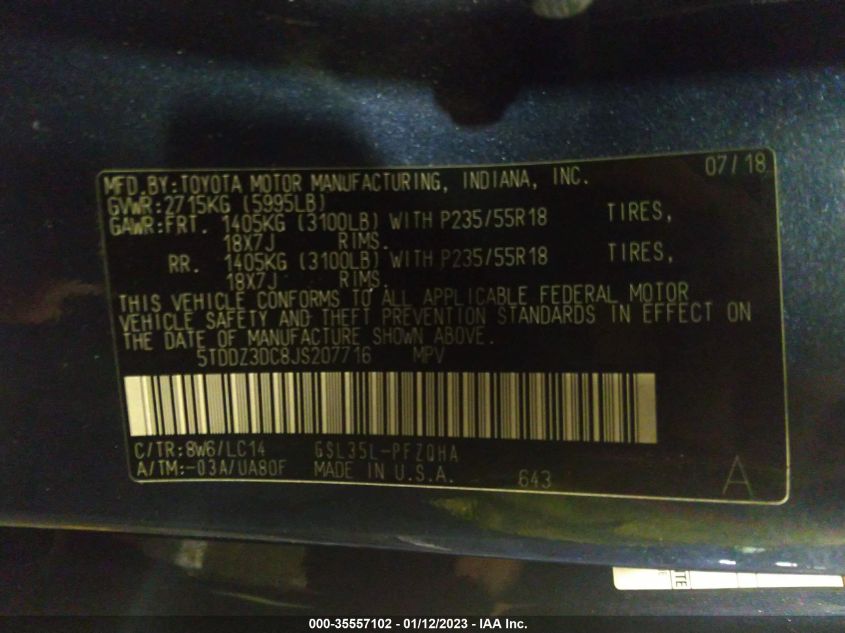 07/18
MFD.BY:TOYOTA MOTOR MANUFACTURING, INDIANA, INC.
GVWR:2715KG (5995LB)
GAWR:FRT. 1405KG (3100LB) WITH P235/55R18 TIRES,
18X7J RIMS.
RR. 1405KG (3100LB) WITH P235/55R18 TIRES,
18X7J RIMS.
THIS VEHICLE CONFORMS TO ALL APPLICABLE FEDERAL MOTOR
VEHICLE SAFETY AND THEFT PREVENTION STANDARDS IN EFFECT ON
THE DATE OF MANUFACTURE SHOWN ABOVE.
5TDDZ3DC8JS207716 MPV
C/TR:8W6/LC14 GSL35L-PFZQHA
A/TM:-03A/UA80F MADE IN U.S.A. 643 A
000-35557102 - 01/12/2023 - IAA Inc.